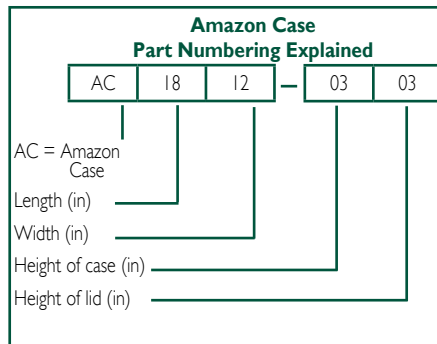 Amazon Case
Part Numbering Explained
AC 18 12 – 03 03
AC = Amazon
Case
Length (in)
Width (in)
Height of case (in)
Height of lid (in)